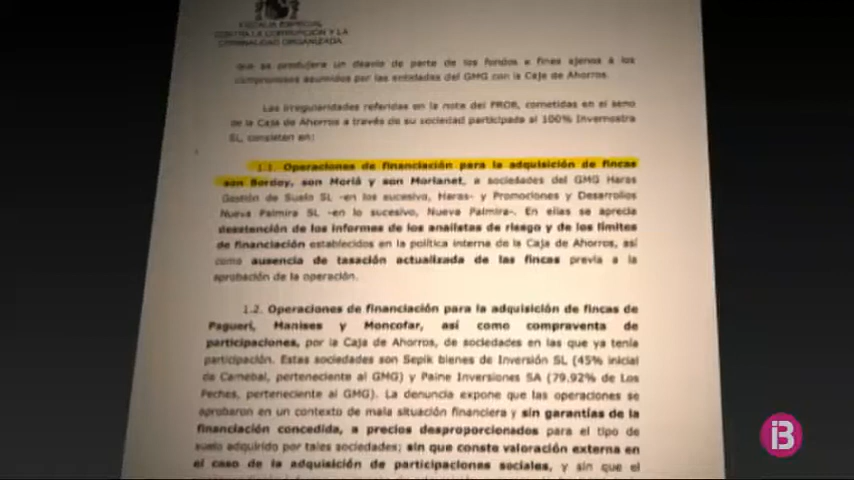 FISCALIA ESPECIAL
CONTRA LA CORRUPCIÓN Y LA
CRIMINALIDAD ORGANIZADA
que se produjera un desvío de parte de los fondos a fines ajenos a los
compromisos asumidos por las entidades del GMG con la Caja de Ahorros.
Las irregularidades referidas en la nota del FROB, cometidas en el seno
de la Caja de Ahorros a través de su sociedad participada al 100% Invernostra
SL, consisten en:
1.1. Operaciones de financiación para la adquisición de fincas
son Bordoy, son Morlà y son Morlanet, a sociedades del GMG Haras
Gestión de Suelo SL -en los sucesivo, Haras- y Promociones y Desarrollos
Nueva Palmira SL -en lo sucesivo, Nueva Palmira-. En ellas se aprecia
desatención de los informes de los analistas de riesgo y de los límites
de financiación establecidos en la política interna de la Caja de Ahorros, así
como ausencia de tasación actualizada de las fincas previa a la
aprobación de la operación.
1.2. Operaciones de financiación para la adquisición de fincas de
Pagueri, Manises y Moncofar, así como compraventa de
participaciones, por la Caja de Ahorros, de sociedades en las que ya tenía
participación. Estas sociedades son Sepik bienes de Inversión SL (45% inicial
de Carnebal, perteneciente al GMG) y Paine Inversiones SA (79,92% de Los
Peches, perteneciente al GMG). La denuncia expone que las operaciones se
aprobaron en un contexto de mala situación financiera y sin garantías de la
financiación concedida, a precios desproporcionados para el tipo de
suelo adquirido por tales sociedades; sin que conste valoración externa en
el caso de la adquisición de participaciones sociales, y sin que el
iB